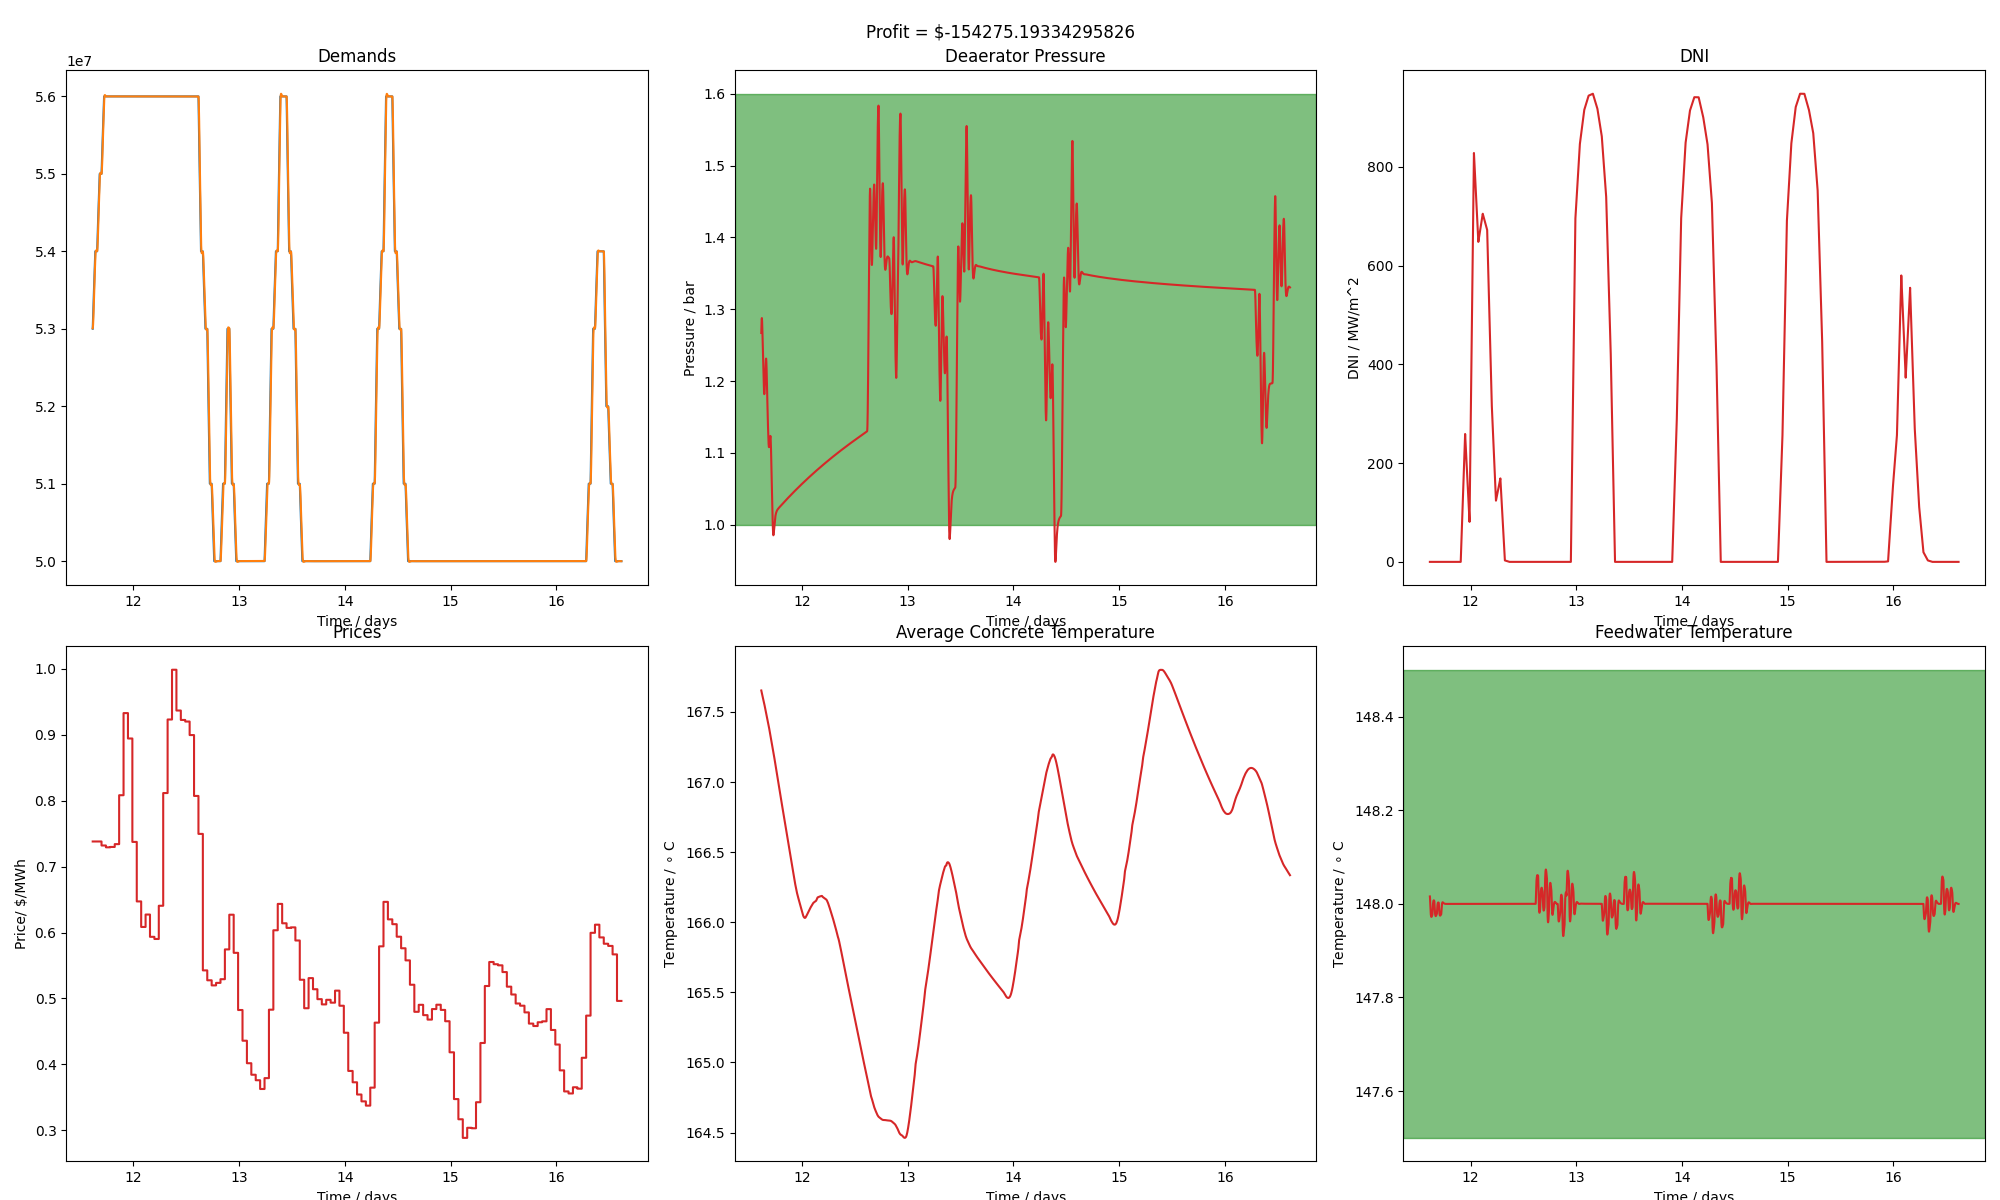 Profit = $-154275.19334295826
Demands
1e7
5.6
5.5
5.4
5.3
5.2
5.1
5.0
12 13 14 15 16
Time / days
Deaerator Pressure
Pressure / bar
1.6
1.5
1.4
1.3
1.2
1.1
1.0
12 13 14 15 16
Time / days
DNI
DNI / MW/m^2
800
600
400
200
0
12 13 14 15 16
Time / days
Prices
Price/ $/MWh
1.0
0.9
0.8
0.7
0.6
0.5
0.4
0.3
12 13 14 15 16
Time / days
Average Concrete Temperature
Temperature / ∘ C
167.5
167.0
166.5
166.0
165.5
165.0
164.5
12 13 14 15 16
Time / days
Feedwater Temperature
Temperature / ∘ C
148.4
148.2
148.0
147.8
147.6
12 13 14 15 16
Time / days